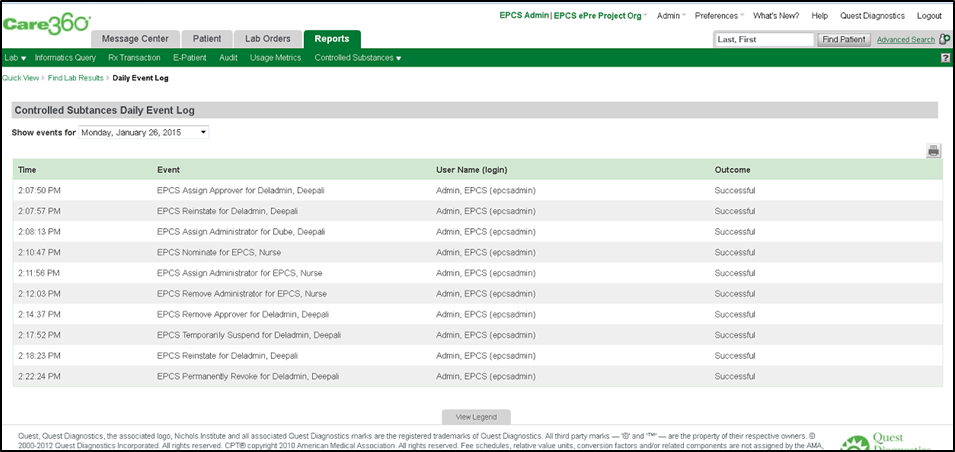 EPCS Admin | EPCS ePre Project Org Admin Preferences What's New? Help Quest Diagnostics Logout
Care360®
Message Center Patient Lab Orders Reports Last, First Find Patient Advanced Search
Lab Informatics Query Rx Transaction E-Patient Audit Usage Metrics Controlled Substances ?
Quick View Find Lab Results Daily Event Log
Controlled Subtances Daily Event Log
Show events for Monday, January 26, 2015
Time Event User Name (login) Outcome
2:07:50 PM EPCS Assign Approver for Deladmin, Deepali Admin, EPCS (epcsadmin) Successful
2:07:57 PM EPCS Reinstate for Deladmin, Deepali Admin, EPCS (epcsadmin) Successful
2:08:13 PM EPCS Assign Administrator for Dube, Deepali Admin, EPCS (epcsadmin) Successful
2:10:47 PM EPCS Nominate for EPCS, Nurse Admin, EPCS (epcsadmin) Successful
2:11:56 PM EPCS Assign Administrator for EPCS, Nurse Admin, EPCS (epcsadmin) Successful
2:12:03 PM EPCS Remove Administrator for EPCS, Nurse Admin, EPCS (epcsadmin) Successful
2:14:37 PM EPCS Remove Approver for Deladmin, Deepali Admin, EPCS (epcsadmin) Successful
2:17:52 PM EPCS Temporarily Suspend for Deladmin, Deepali Admin, EPCS (epcsadmin) Successful
2:18:23 PM EPCS Reinstate for Deladmin, Deepali Admin, EPCS (epcsadmin) Successful
2:22:24 PM EPCS Permanently Revoke for Deladmin, Deepali Admin, EPCS (epcsadmin) Successful
View Legend
Quest, Quest Diagnostics, the associated logo, Nichols Institute and all associated Quest Diagnostics marks are the registered trademarks of Quest Diagnostics. All third party marks — '®' and '™' — are the property of their respective owners. ©
2000-2012 Quest Diagnostics Incorporated. All rights reserved. CPT® copyright 2010 American Medical Association. All rights reserved. Fee schedules, relative value units, conversion factors and/or related components are not assigned by the AMA,
Quest
Diagnostics